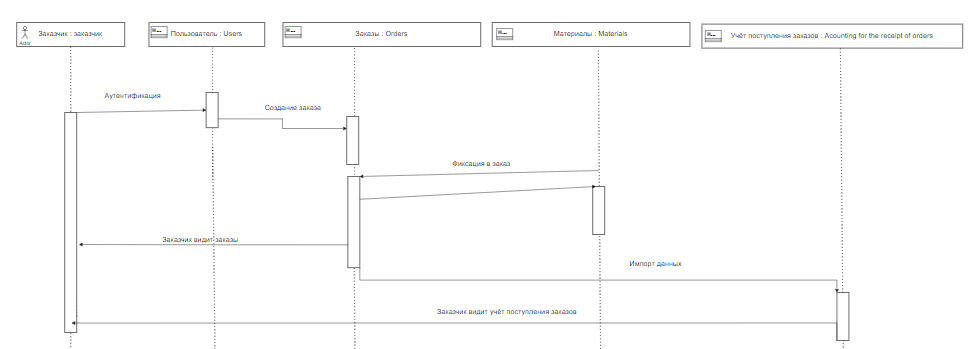 Actor
Заказчик : заказчик
Пользователь : Users
Заказы : Orders
Материалы : Materials
Учёт поступления заказов : Acounting for the receipt of orders
Аутентификация
Создание заказа
Фиксация в заказ
Заказчик видит заказы
Импорт данных
Заказчик видит учёт поступления заказов